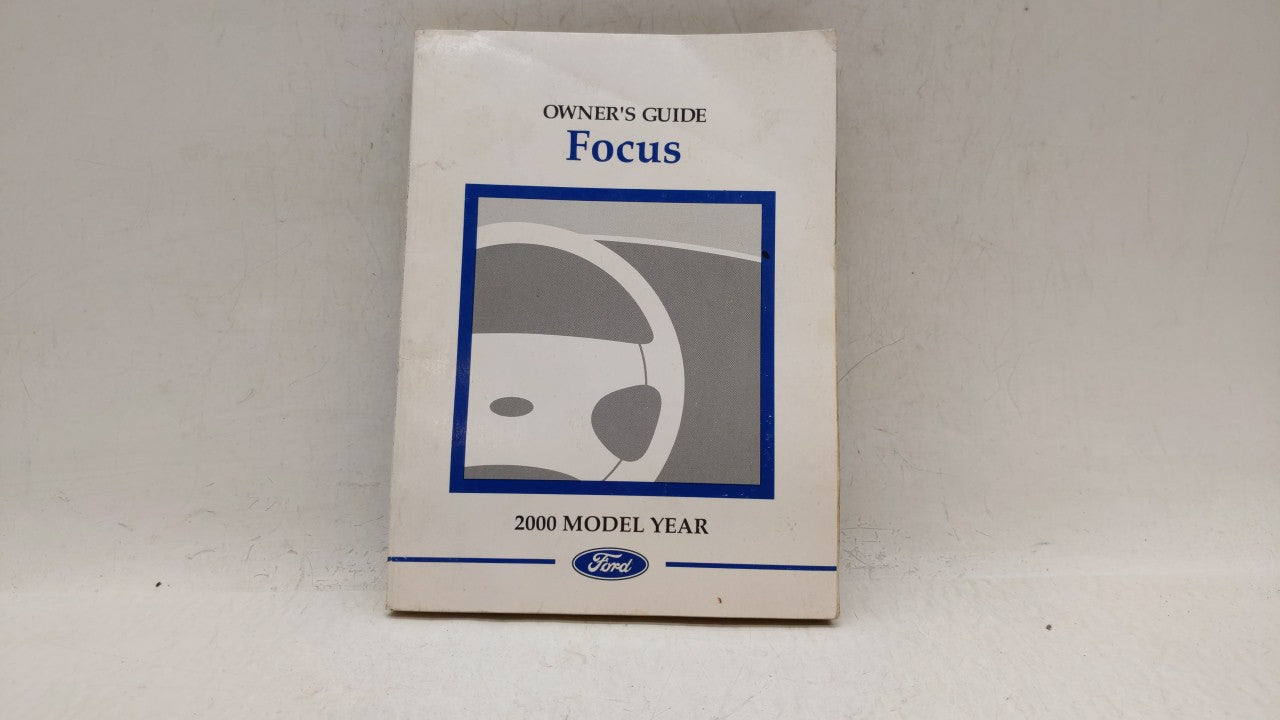 OWNER'S GUIDE
Focus
2000 MODEL YEAR
Ford